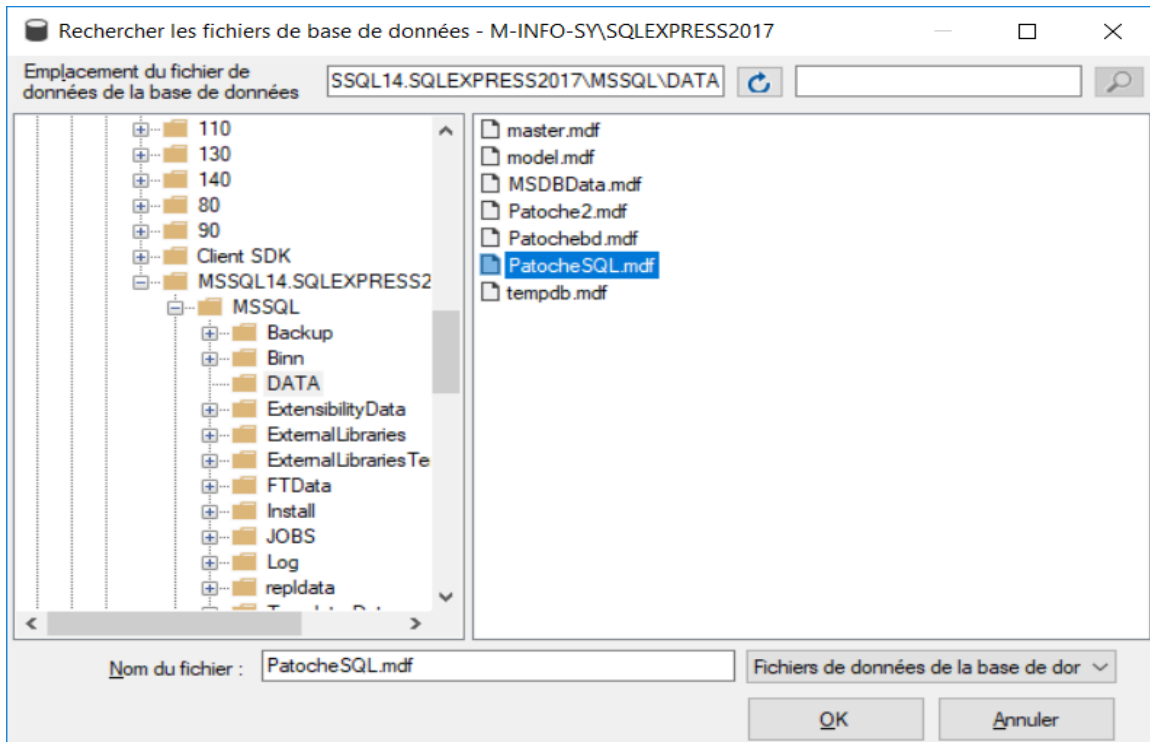 Rechercher les fichiers de base de données - M-INFO-SY\SQLEXPRESS2017
Emplacement du fichier de
données de la base de données
SSQL14.SQLEXPRESS2017\MSSQL\DATA
110
130
140
80
90
Client SDK
MSSQL14.SQLEXPRESS2
MSSQL
Backup
Binn
DATA
ExtensibilityData
ExternalLibraries
ExternalLibrariesTe
FTData
Install
JOBS
Log
repldata
master.mdf
model.mdf
MSDBData.mdf
Patoche2.mdf
Patochebd.mdf
PatocheSQL.mdf
tempdb.mdf
Nom du fichier :
PatocheSQL.mdf
Fichiers de données de la base de dor
OK
Annuler